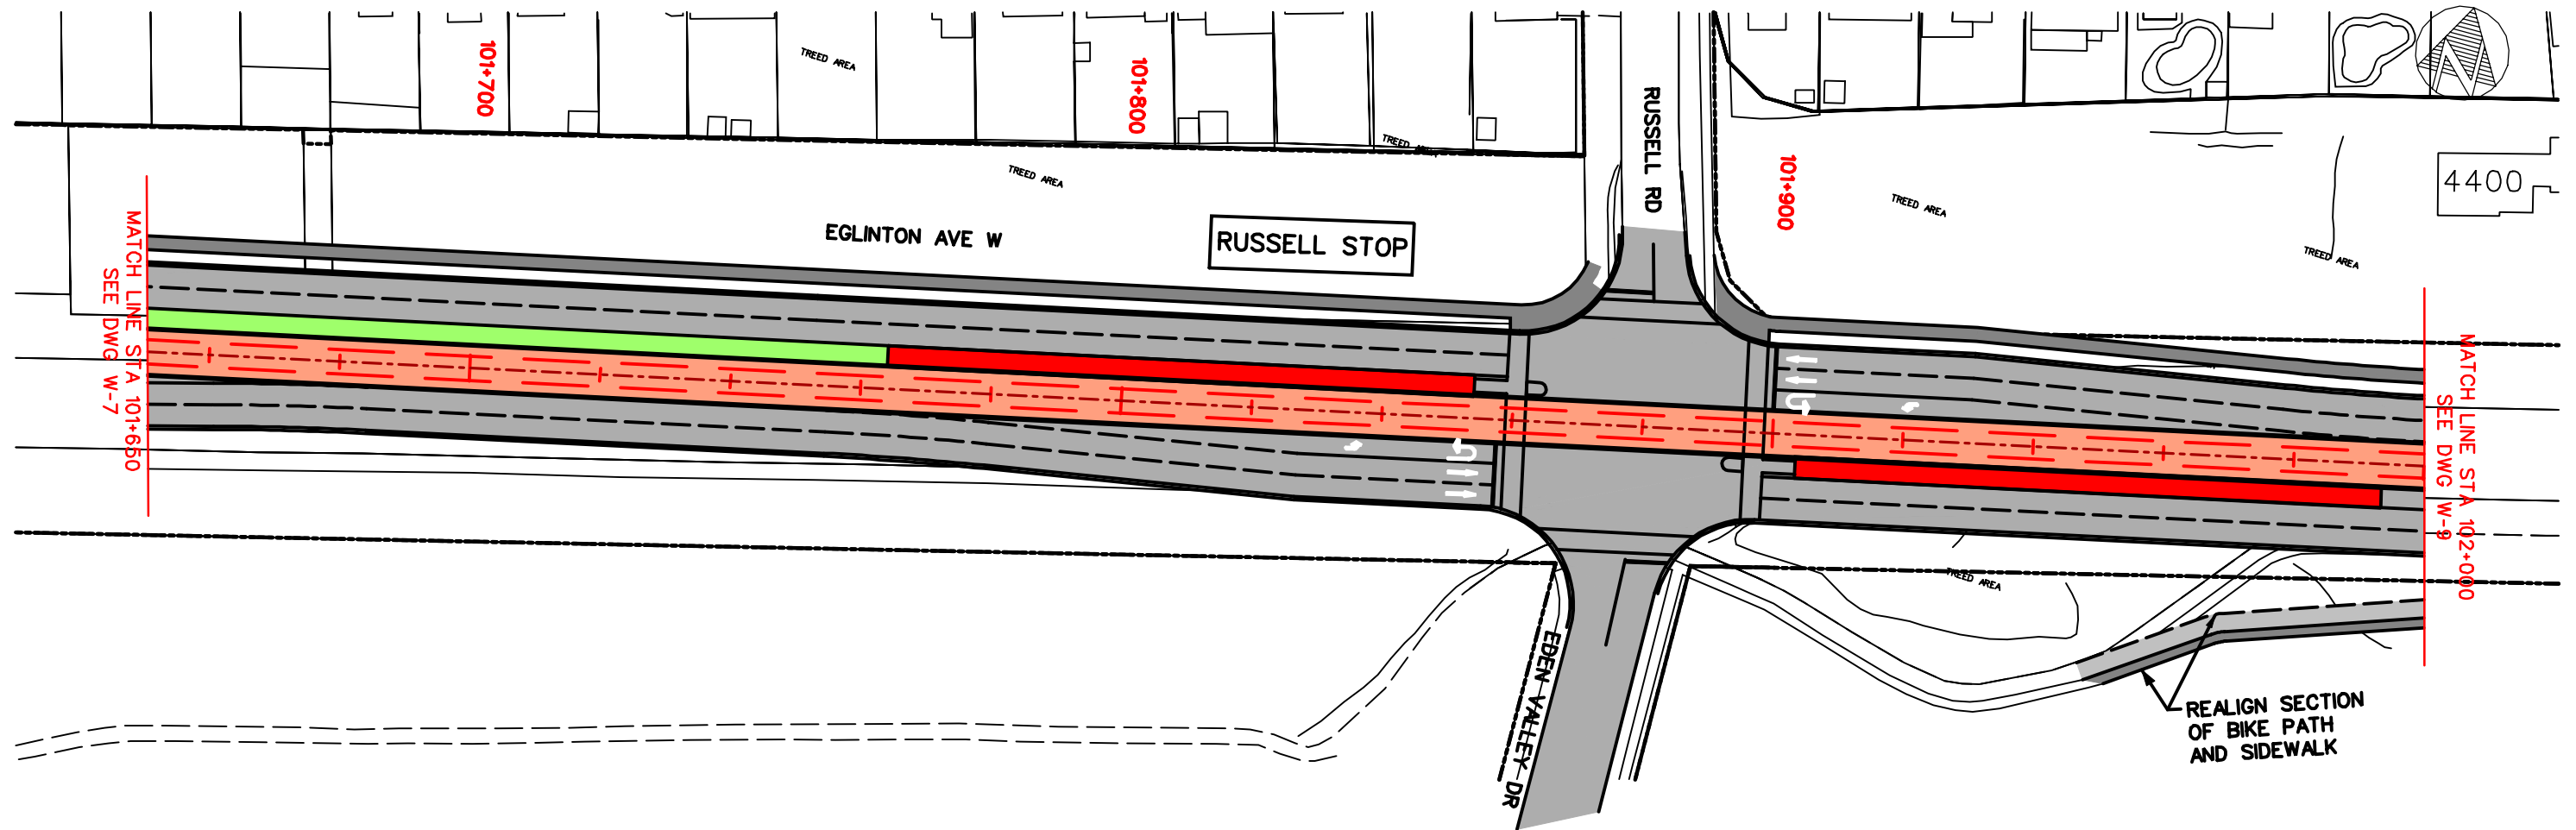 101+700
TREED AREA
101+800
TREED AREA
TREED AREA
RUSSELL RD
101+900
TREED AREA
4400
TREED AREA
EGLINTON AVE W
RUSSELL STOP
MATCH LINE STA 101+650
SEE DWG W-7
MATCH LINE STA 102+000
SEE DWG W-9
TREED AREA
EDEN VALLEY DR
REALIGN SECTION
OF BIKE PATH
AND SIDEWALK
N